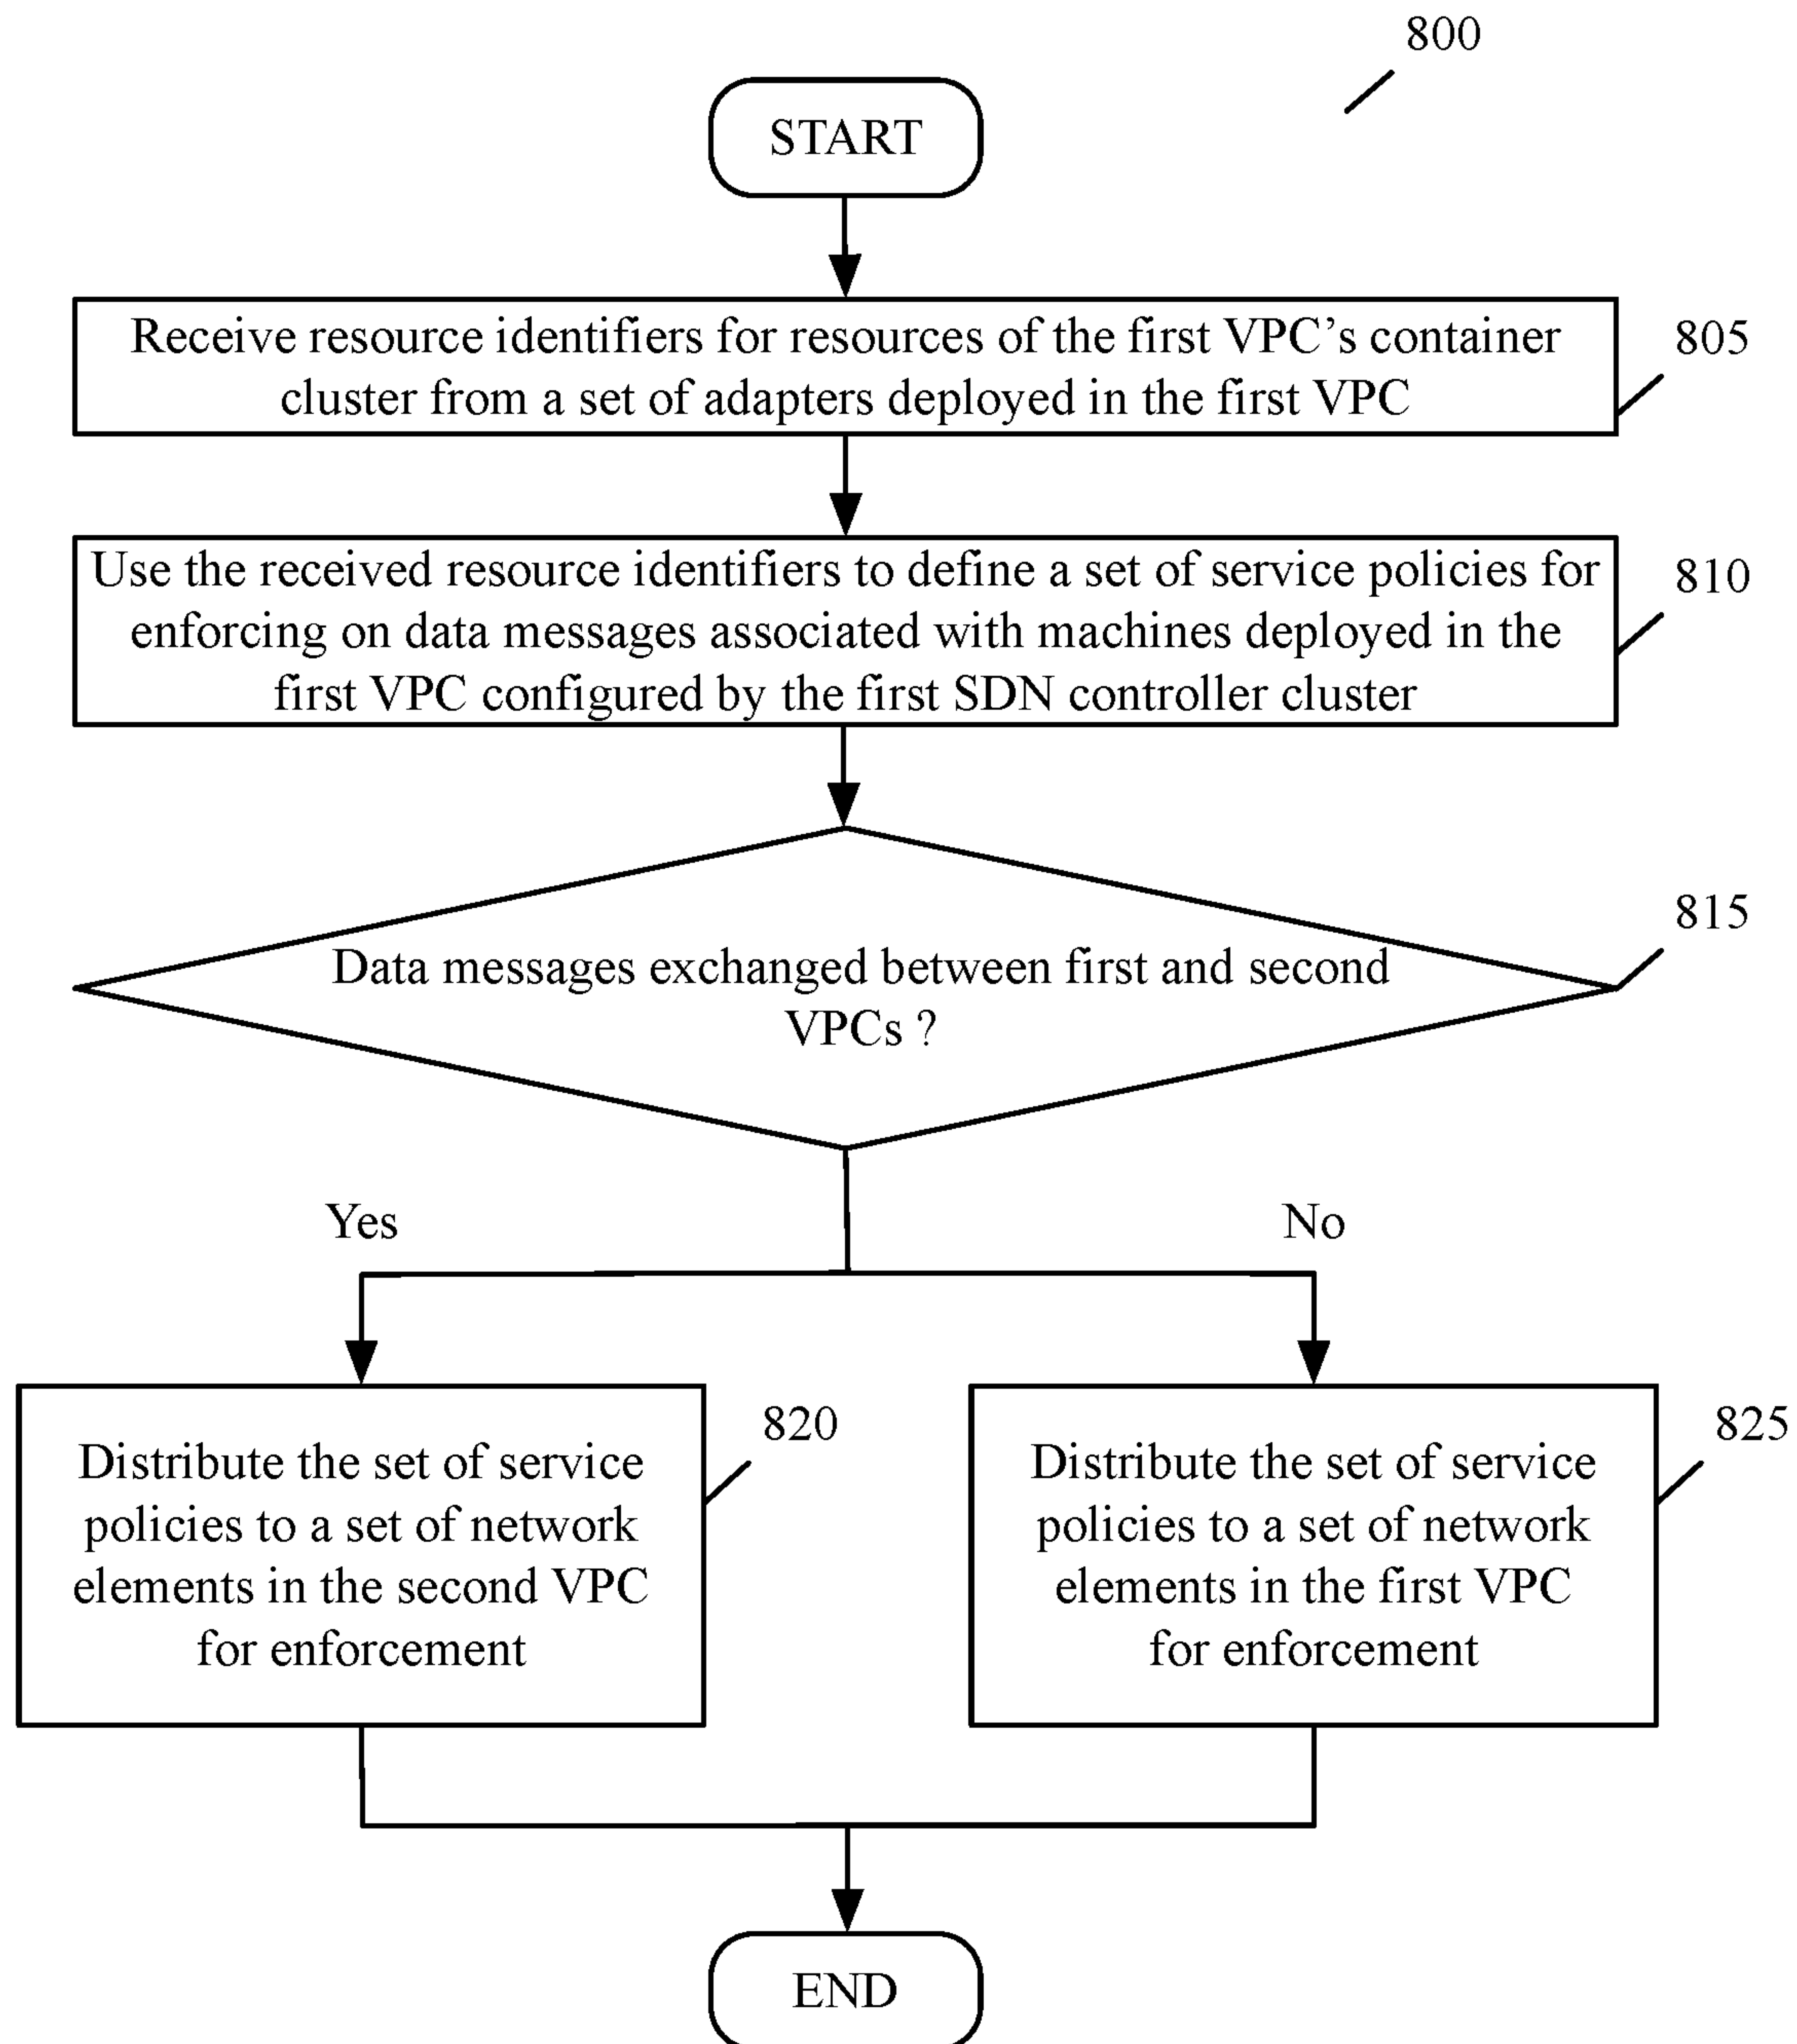 800
START
Receive resource identifiers for resources of the first VPC’s container
cluster from a set of adapters deployed in the first VPC
805
Use the received resource identifiers to define a set of service policies for
enforcing on data messages associated with machines deployed in the
first VPC configured by the first SDN controller cluster
810
Data messages exchanged between first and second
VPCs ?
815
Yes
No
Distribute the set of service
policies to a set of network
elements in the second VPC
for enforcement
820
Distribute the set of service
policies to a set of network
elements in the first VPC
for enforcement
825
END